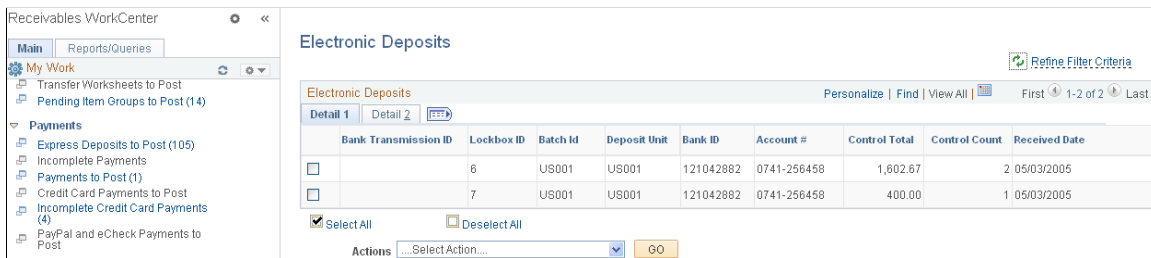 Receivables WorkCenter
Main Reports/Queries
My Work
Transfer Worksheets to Post
Pending Item Groups to Post (14)
Payments
Express Deposits to Post (105)
Incomplete Payments
Payments to Post (1)
Credit Card Payments to Post
Incomplete Credit Card Payments
(4)
PayPal and eCheck Payments to
Post
Electronic Deposits
Refine Filter Criteria
Electronic Deposits Personalize | Find | View All | First 1-2 of 2 Last
Detail 1 Detail 2
Bank Transmission ID Lockbox ID Batch Id Deposit Unit Bank ID Account # Control Total Control Count Received Date
6 US001 US001 121042882 0741-256458 1,602.67 2 05/03/2005
7 US001 US001 121042882 0741-256458 400.00 1 05/03/2005
Select All Deselect All
Actions ....Select Action.... GO